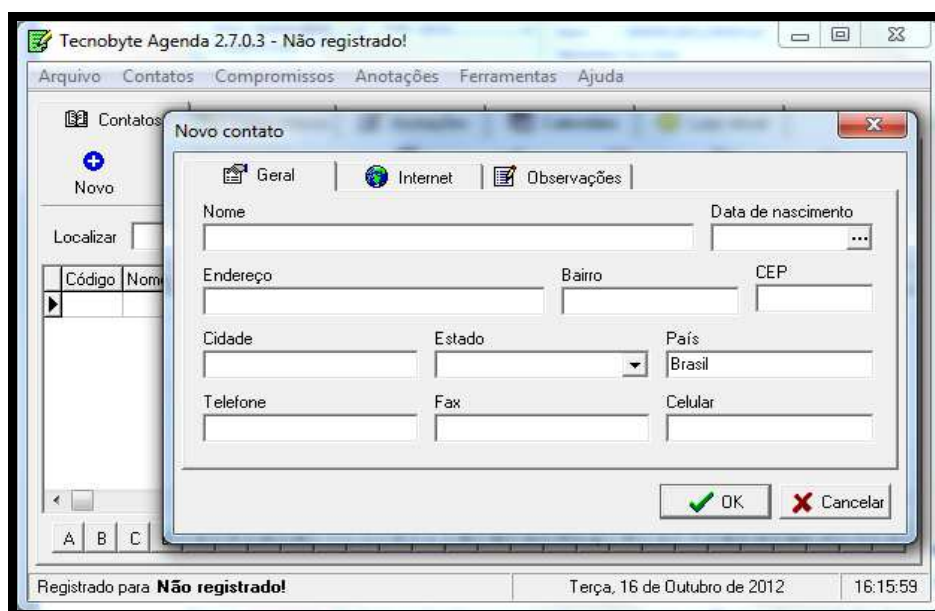 Tecnobyte Agenda 2.7.0.3 - Não registrado!
Arquivo Contatos Compromissos Anotações Ferramentas Ajuda
Contatos
Novo contato
Novo
Geral Internet Observações
Nome Data de nascimento
Localizar
...
Código Nom
Endereço Bairro CEP
Cidade Estado País
Brasil
Telefone Fax Celular
OK Cancelar
A B C
Registrado para Não registrado! Terça, 16 de Outubro de 2012 16:15:59